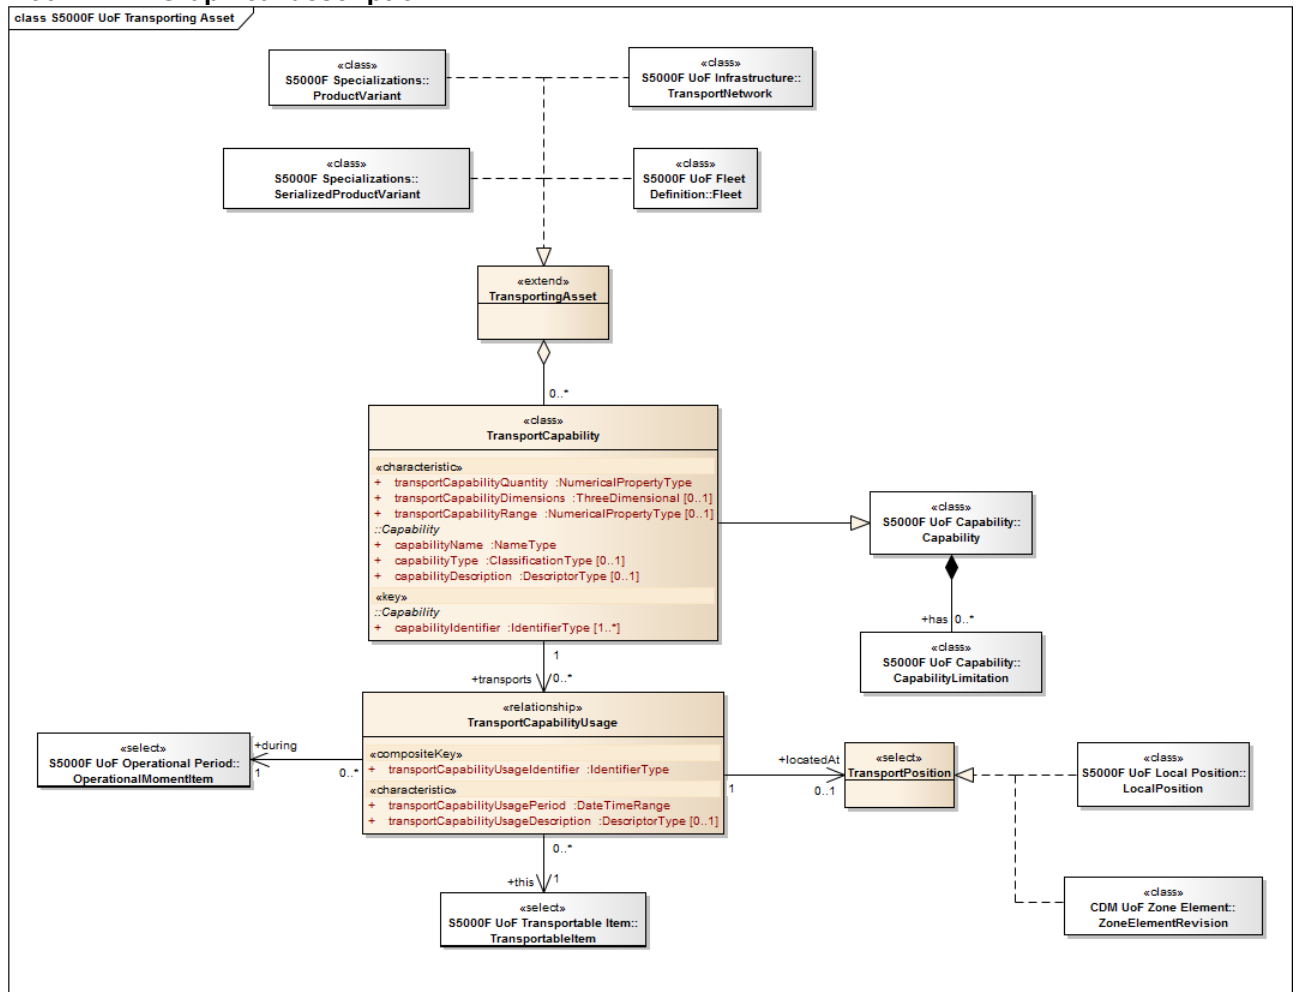 class S5000F UoF Transporting Asset
«class»
S5000F Specializations::
ProductVariant
«class»
S5000F UoF Infrastructure::
TransportNetwork
«class»
S5000F Specializations::
SerializedProductVariant
«class»
S5000F UoF Fleet
Definition::Fleet
«extend»
TransportingAsset
0..*
«class»
TransportCapability
«characteristic»
+ transportCapabilityQuantity :NumericalPropertyType
+ transportCapabilityDimensions :ThreeDimensional [0..1]
+ transportCapabilityRange :NumericalPropertyType [0..1]
::Capability
+ capabilityName :NameType
+ capabilityType :ClassificationType [0..1]
+ capabilityDescription :DescriptorType [0..1]
«key»
::Capability
+ capabilityIdentifier :IdentifierType [1..*]
«class»
S5000F UoF Capability::
Capability
+has 0..*
«class»
S5000F UoF Capability::
CapabilityLimitation
1
+transports 0..*
«relationship»
TransportCapabilityUsage
«compositeKey»
+ transportCapabilityUsageIdentifier :IdentifierType
«characteristic»
+ transportCapabilityUsagePeriod :DateTimeRange
+ transportCapabilityUsageDescription :DescriptorType [0..1]
«select»
S5000F UoF Operational Period::
OperationalMomentItem
+during
1
0..*
+locatedAt
1
0..1
«select»
TransportPosition
«class»
S5000F UoF Local Position::
LocalPosition
«class»
CDM UoF Zone Element::
ZoneElementRevision
0..*
+this 1
«select»
S5000F UoF Transportable Item::
TransportableItem